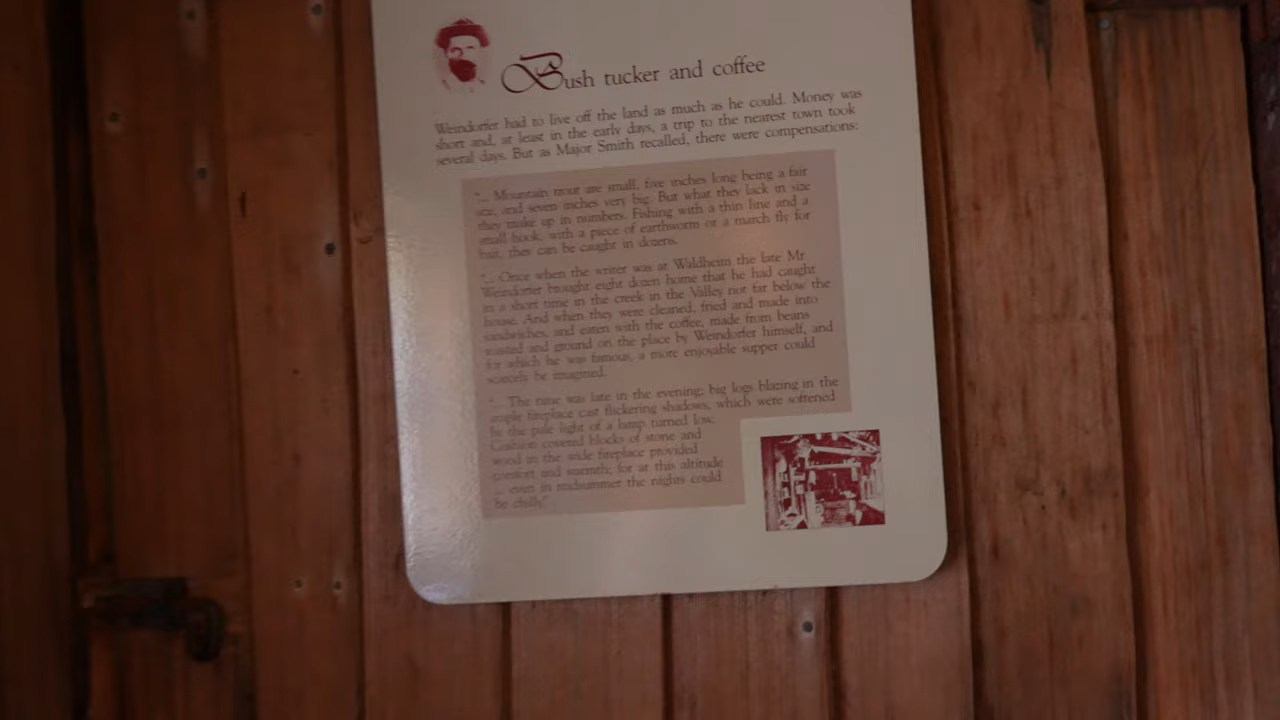 Bush tucker and coffee
Weindorfer had to live off the land as much as he could. Money was
short and, at least in the early days, a trip to the nearest town took
several days. But as Major Smith recalled, there were compensations:
"... Mountain trout are small, five inches long being a fair
size, and seven inches very big. But what they lack in size
they make up in numbers. Fishing with a thin line and a
small hook, with a piece of earthworm or a march fly for
bait, they can be caught in dozens.
"... Once when the writer was at Waldheim the late Mr
Weindorfer brought eight dozen home that he had caught
in a short time in the creek in the Valley not far below the
house. And when they were cleaned, fried and made into
sandwiches, and eaten with the coffee, made from beans
roasted and ground on the place by Weindorfer himself, and
for which he was famous, a more enjoyable supper could
scarcely be imagined.
"... The time was late in the evening; big logs blazing in the
ample fireplace cast flickering shadows, which were softened
by the pale light of a lamp turned low.
Cushion covered blocks of stone and
wood in the wide fireplace provided
comfort and warmth; for at this altitude
... even in midsummer the nights could
be chilly."